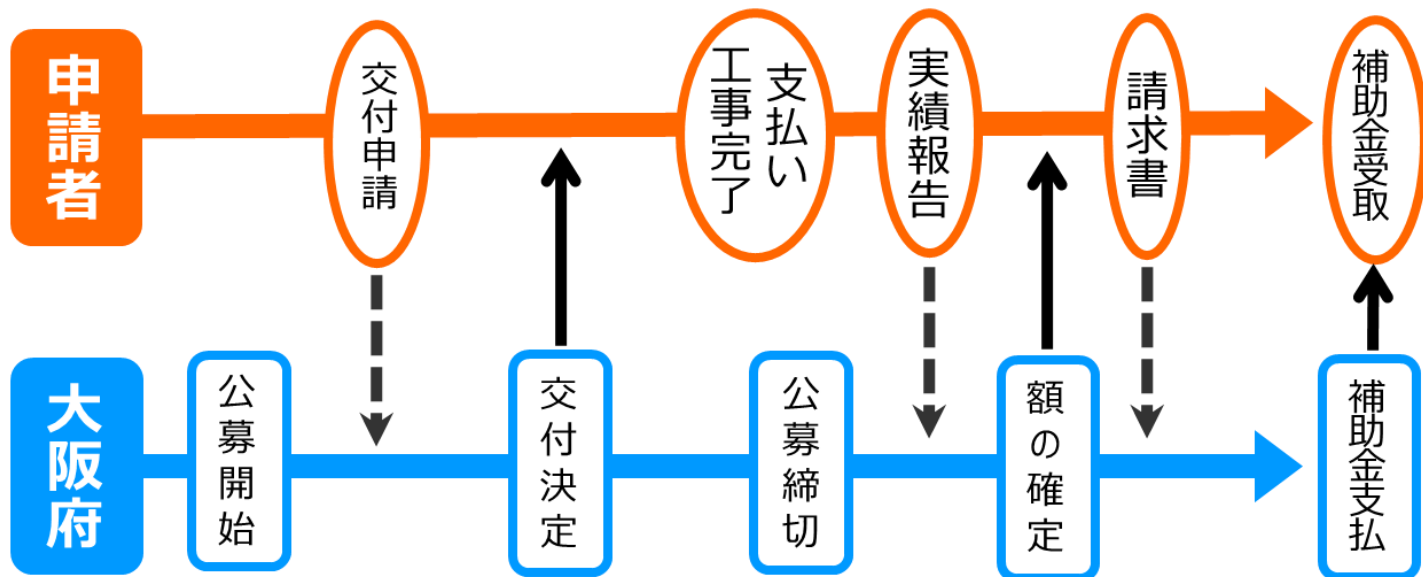 申請者
交付申請
支払い
工事完了
実績報告
請求書
補助金受取
大阪府
公募開始
交付決定
公募締切
額の確定
補助金支払